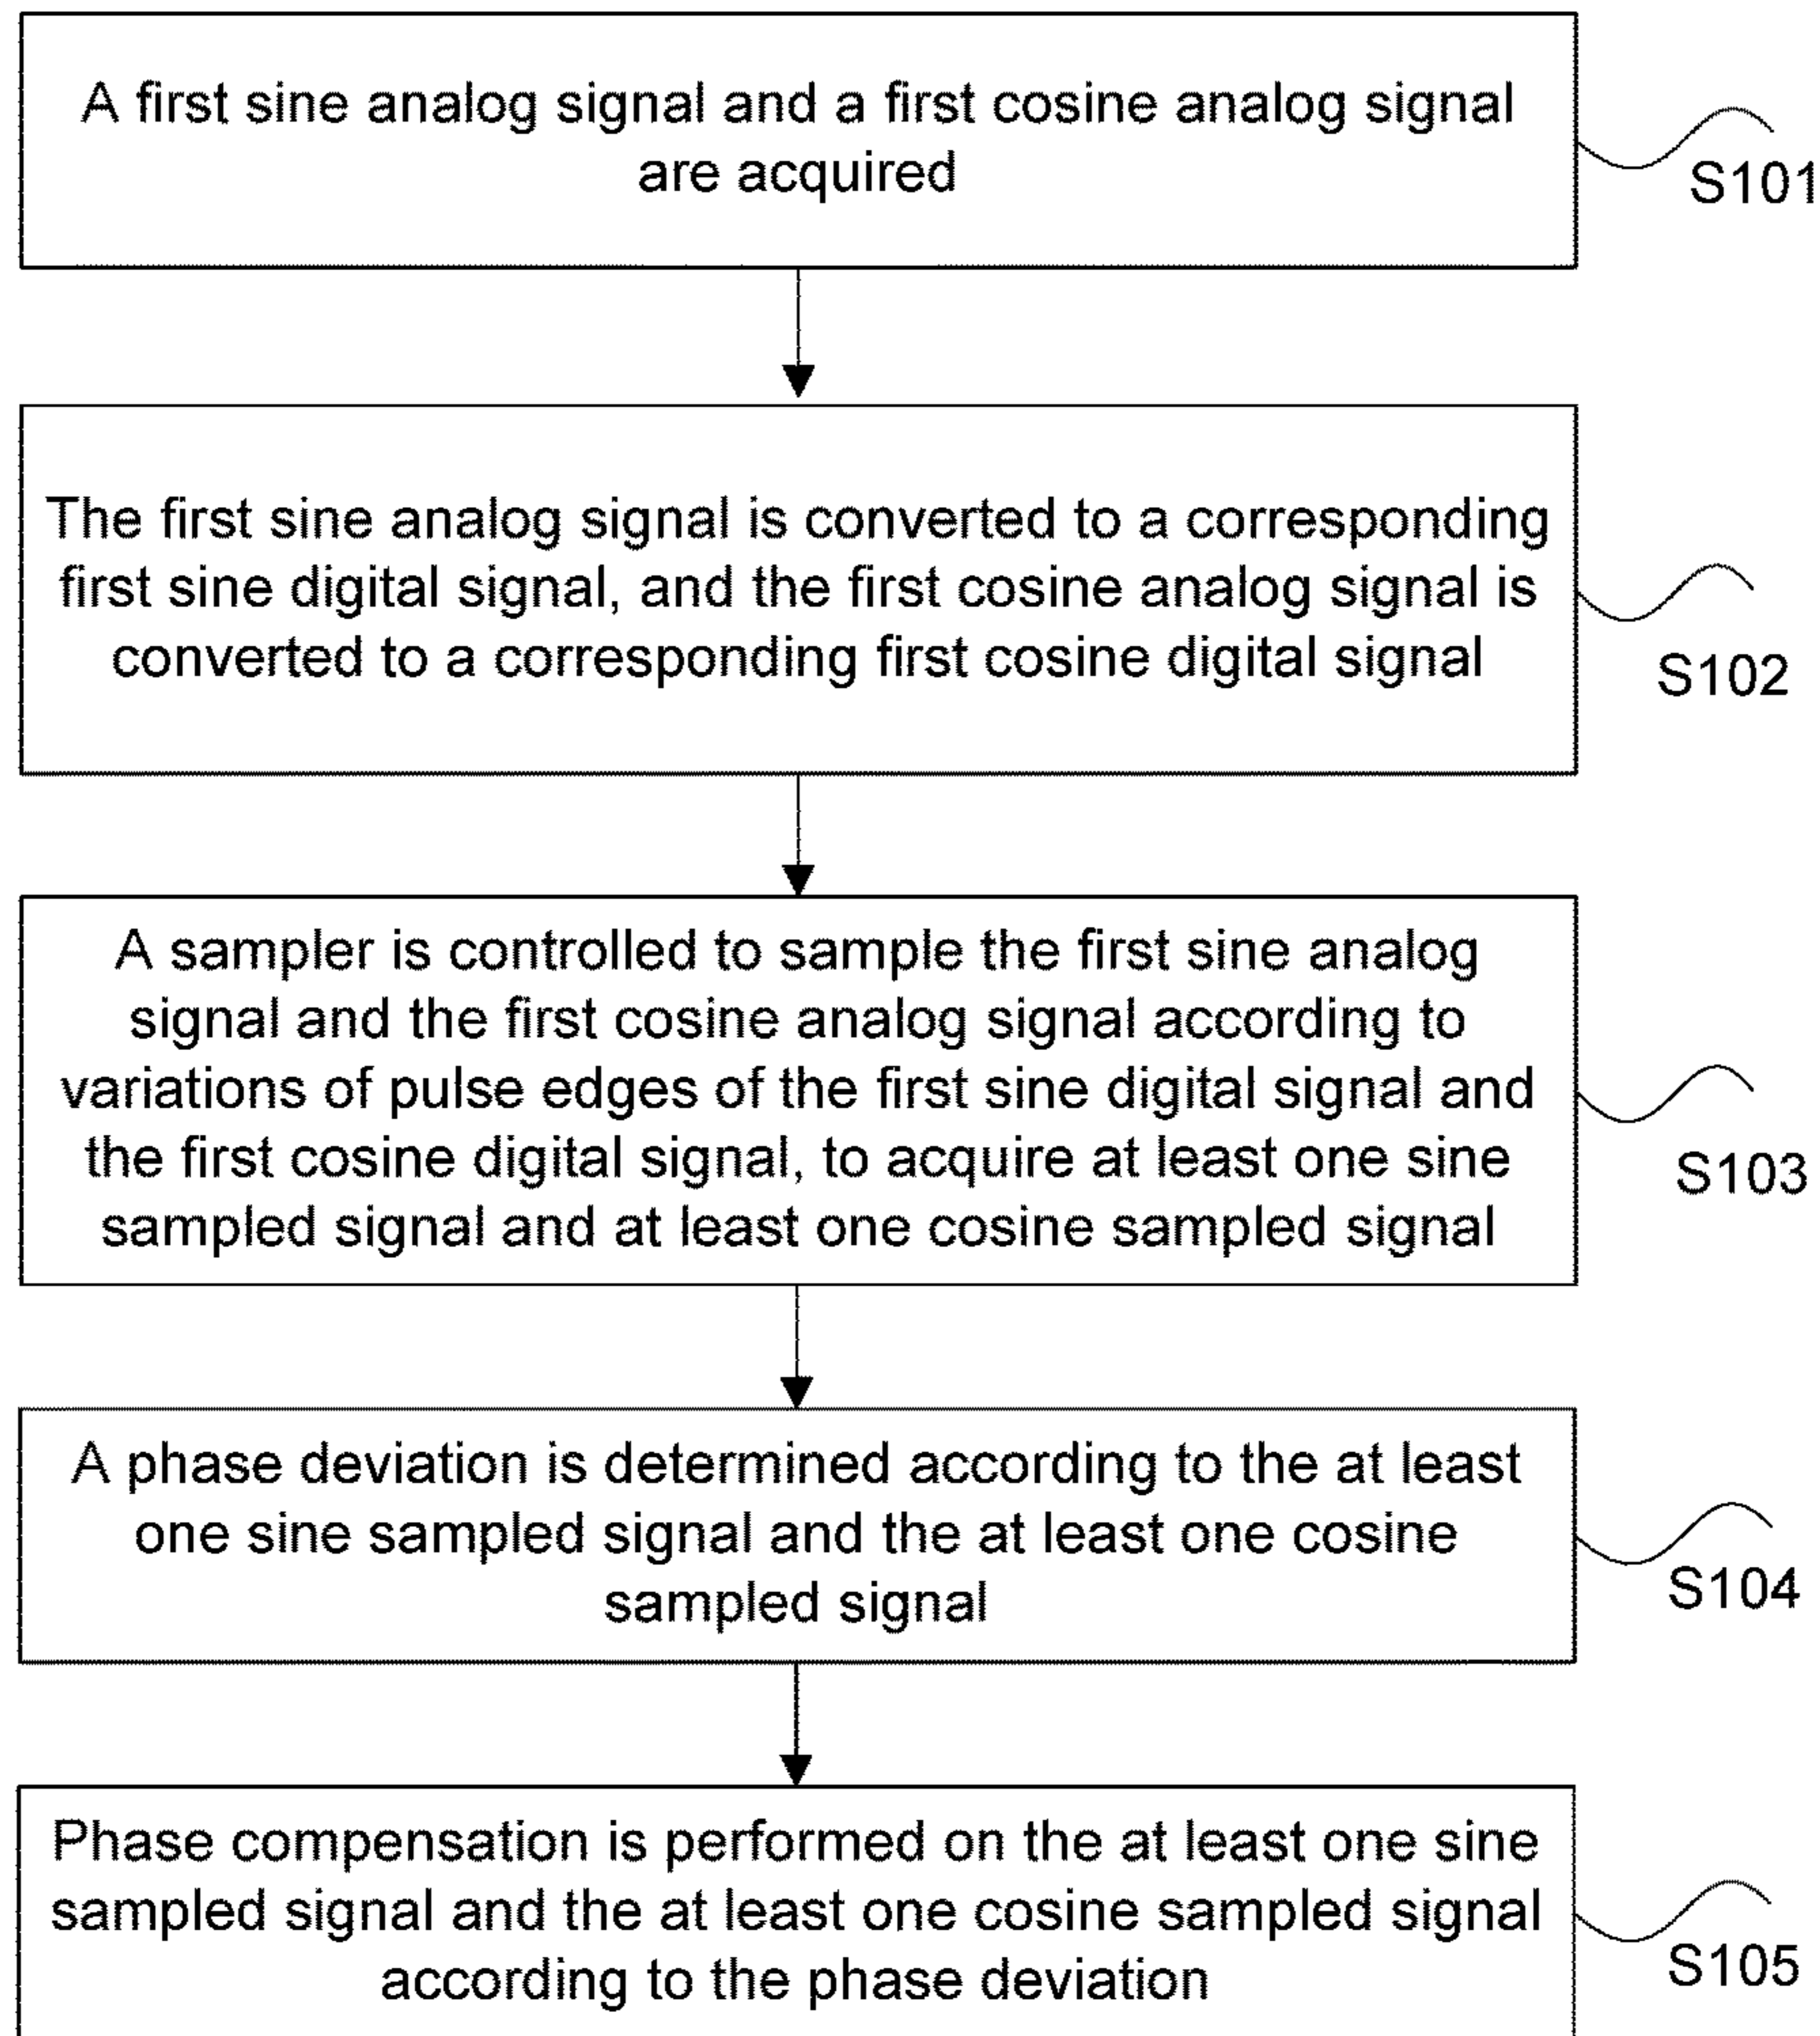 A first sine analog signal and a first cosine analog signal
are acquired
S101
The first sine analog signal is converted to a corresponding
first sine digital signal, and the first cosine analog signal is
converted to a corresponding first cosine digital signal
S102
A sampler is controlled to sample the first sine analog
signal and the first cosine analog signal according to
variations of pulse edges of the first sine digital signal and
the first cosine digital signal, to acquire at least one sine
sampled signal and at least one cosine sampled signal
S103
A phase deviation is determined according to the at least
one sine sampled signal and the at least one cosine
sampled signal
S104
Phase compensation is performed on the at least one sine
sampled signal and the at least one cosine sampled signal
according to the phase deviation
S105